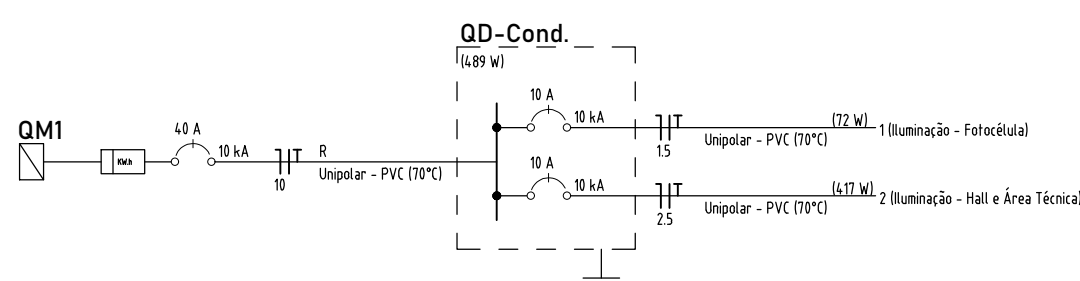 QD-Cond.
(489 W)
QM1
KW.h
40 A
10 kA
10
R
Unipolar - PVC (70°C)
10 A
10 kA
1.5
Unipolar - PVC (70°C)
(72 W)
1 (Iluminação - Fotocélula)
10 A
10 kA
2.5
Unipolar - PVC (70°C)
(417 W)
2 (Iluminação - Hall e Área Técnica)